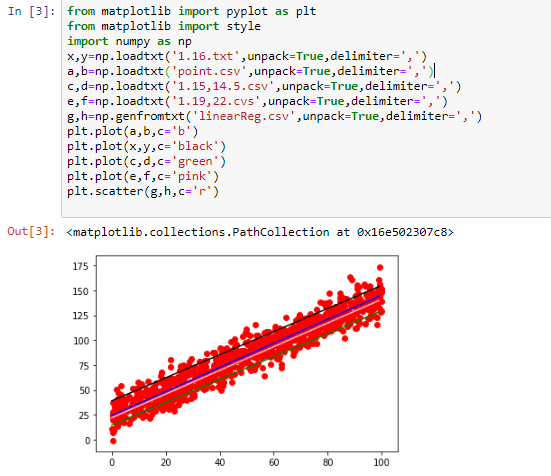 In [3]:
from matplotlib import pyplot as plt
from matplotlib import style
import numpy as np
x,y=np.loadtxt('1.16.txt',unpack=True,delimiter=',')
a,b=np.loadtxt('point.csv',unpack=True,delimiter=',')
c,d=np.loadtxt('1.15,14.5.csv',unpack=True,delimiter=',')
e,f=np.loadtxt('1.19,22.cvs',unpack=True,delimiter=',')
g,h=np.genfromtxt('linearReg.csv',unpack=True,delimiter=',')
plt.plot(a,b,c='b')
plt.plot(x,y,c='black')
plt.plot(c,d,c='green')
plt.plot(e,f,c='pink')
plt.scatter(g,h,c='r')
Out[3]:
<matplotlib.collections.PathCollection at 0x16e502307c8>
175
150
125
100
75
50
25
0
0 20 40 60 80 100